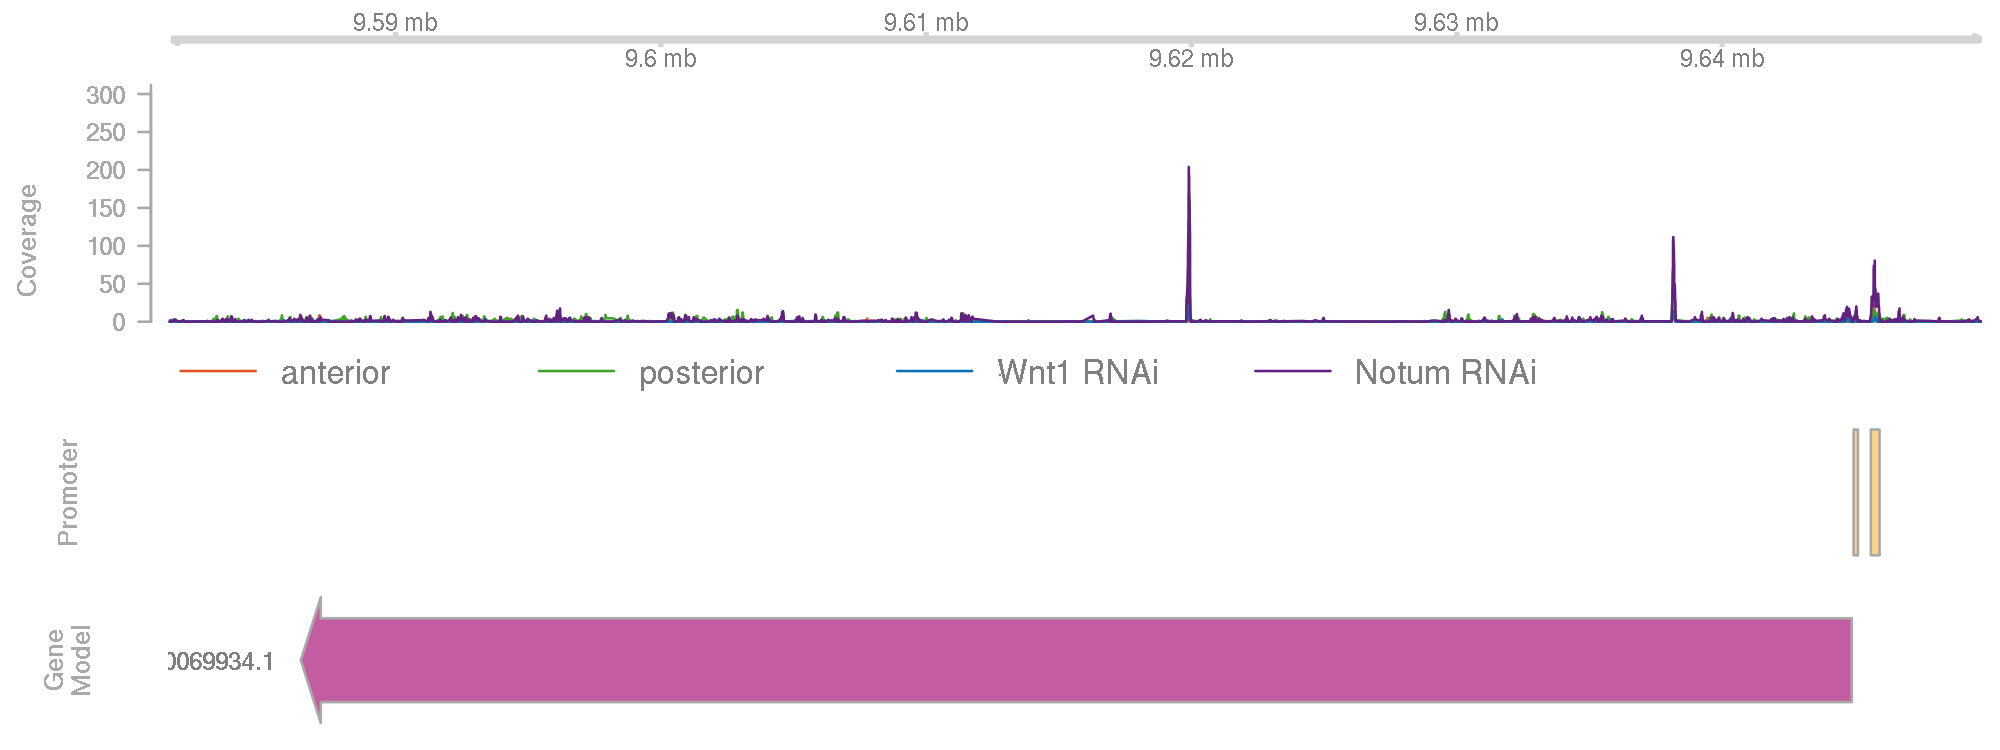 9.59 mb 9.61 mb 9.63 mb
9.6 mb 9.62 mb 9.64 mb
300
250
200
150
100
50
0
Coverage
anterior posterior Wnt1 RNAi Notum RNAi
Promoter
Gene
Model
0069934.1